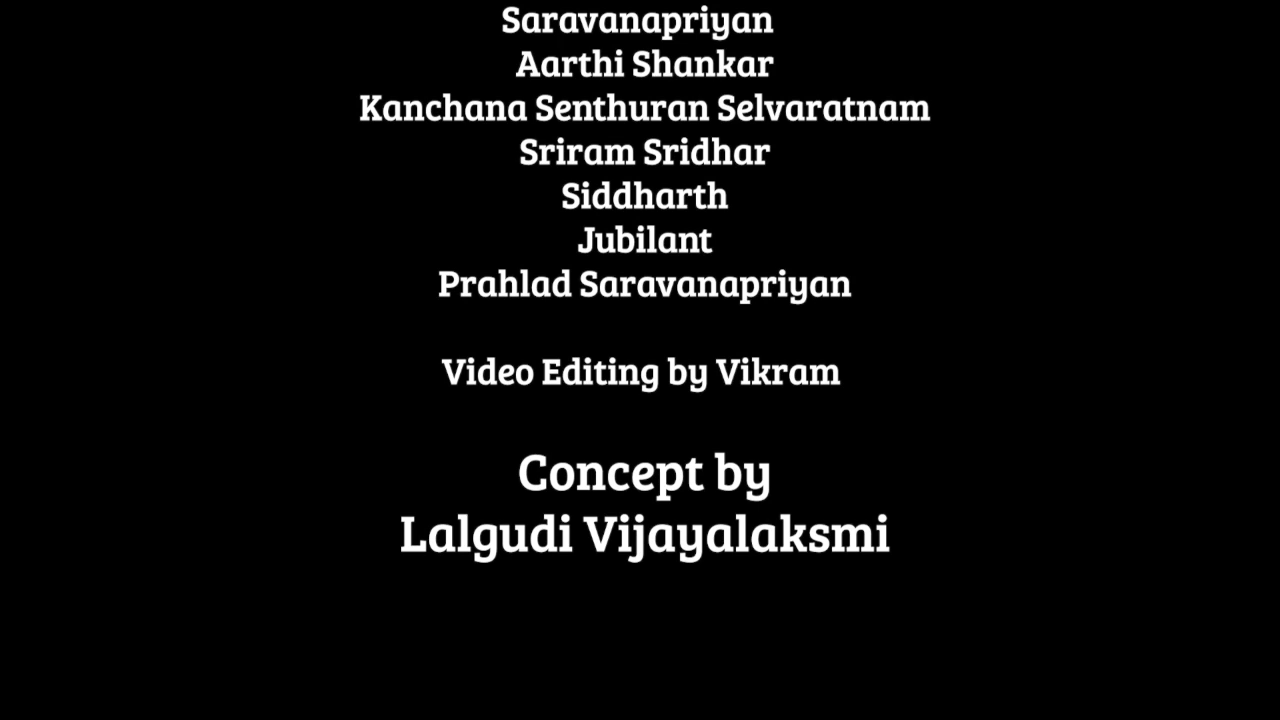 Saravanapriyan
Aarthi Shankar
Kanchana Senthuran Selvaratnam
Sriram Sridhar
Siddharth
Jubilant
Prahlad Saravanapriyan
Video Editing by Vikram
Concept by
Lalgudi Vijayalaksmi